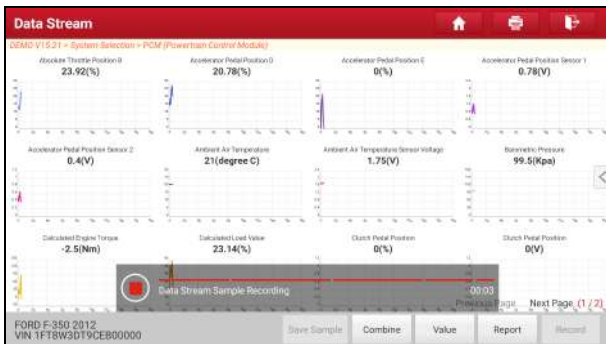 Data Stream
DEMO V15.21 > System Selection > PCM (Powertrain Control Module)
Absolute Throttle Position B
Accelerator Pedal Position D
Accelerator Pedal Position E
Accelerator Pedal Position Sensor 1
23.92(%)
20.78(%)
0(%)
0.78(V)
Accelerator Pedal Position Sensor 2
Ambient Air Temperature
Ambient Air Temperature Sensor Voltage
Barometric Pressure
0.4(V)
21(degree C)
1.75(V)
99.5(Kpa)
Calculated Engine Torque
Calculated Load Value
Clutch Pedal Position
Clutch Pedal Position
-2.5(Nm)
23.14(%)
0(%)
0(V)
Data Stream Sample Recording
00:03
Previous Page Next Page (1 / 2)
FORD F-350 2012
VIN 1FT8W3DT9CEB00000
Save Sample
Combine
Value
Report
Record